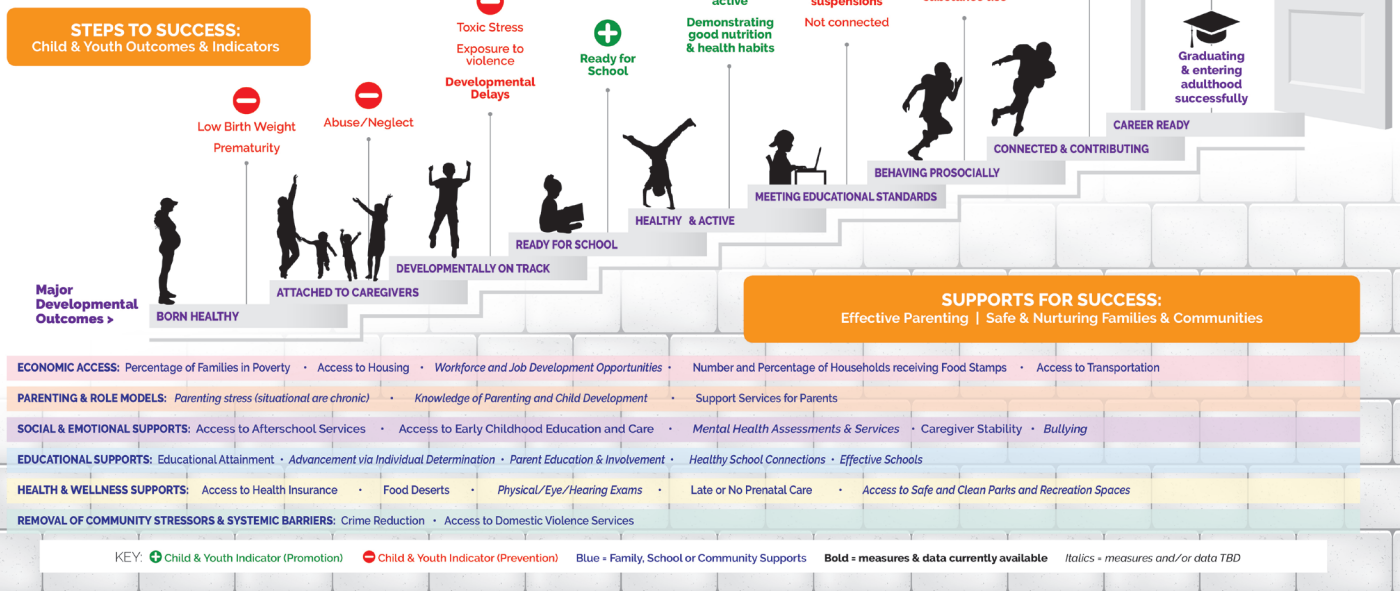 active
suspensions
STEPS TO SUCCESS:
Child & Youth Outcomes & Indicators
Toxic Stress
Exposure to
violence
Developmental
Delays
Ready for
School
Demonstrating
good nutrition
& health habits
Not connected
Graduating
& entering
adulthood
successfully
Low Birth Weight
Prematurity
Abuse/Neglect
CAREER READY
CONNECTED & CONTRIBUTING
BEHAVING PROSOCIALLY
MEETING EDUCATIONAL STANDARDS
HEALTHY & ACTIVE
READY FOR SCHOOL
DEVELOPMENTALLY ON TRACK
ATTACHED TO CAREGIVERS
BORN HEALTHY
Major
Developmental
Outcomes >
SUPPORTS FOR SUCCESS:
Effective Parenting | Safe & Nurturing Families & Communities
ECONOMIC ACCESS: Percentage of Families in Poverty • Access to Housing • Workforce and Job Development Opportunities • Number and Percentage of Households receiving Food Stamps • Access to Transportation
PARENTING & ROLE MODELS: Parenting stress (situational are chronic) • Knowledge of Parenting and Child Development • Support Services for Parents
SOCIAL & EMOTIONAL SUPPORTS: Access to Afterschool Services • Access to Early Childhood Education and Care • Mental Health Assessments & Services • Caregiver Stability • Bullying
EDUCATIONAL SUPPORTS: Educational Attainment • Advancement via Individual Determination • Parent Education & Involvement • Healthy School Connections • Effective Schools
HEALTH & WELLNESS SUPPORTS: Access to Health Insurance • Food Deserts • Physical/Eye/Hearing Exams • Late or No Prenatal Care • Access to Safe and Clean Parks and Recreation Spaces
REMOVAL OF COMMUNITY STRESSORS & SYSTEMIC BARRIERS: Crime Reduction • Access to Domestic Violence Services
KEY: Child & Youth Indicator (Promotion) Child & Youth Indicator (Prevention) Blue = Family, School or Community Supports Bold = measures & data currently available Italics = measures and/or data TBD